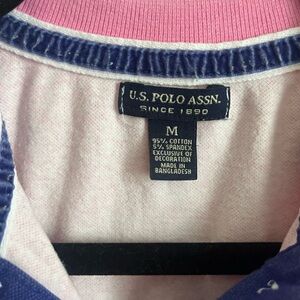 U.S. POLO ASSN.
SINCE 1890
M
95% COTTON
5% SPANDEX
EXCLUSIVE OF
DECORATION
MADE IN
BANGLADESH